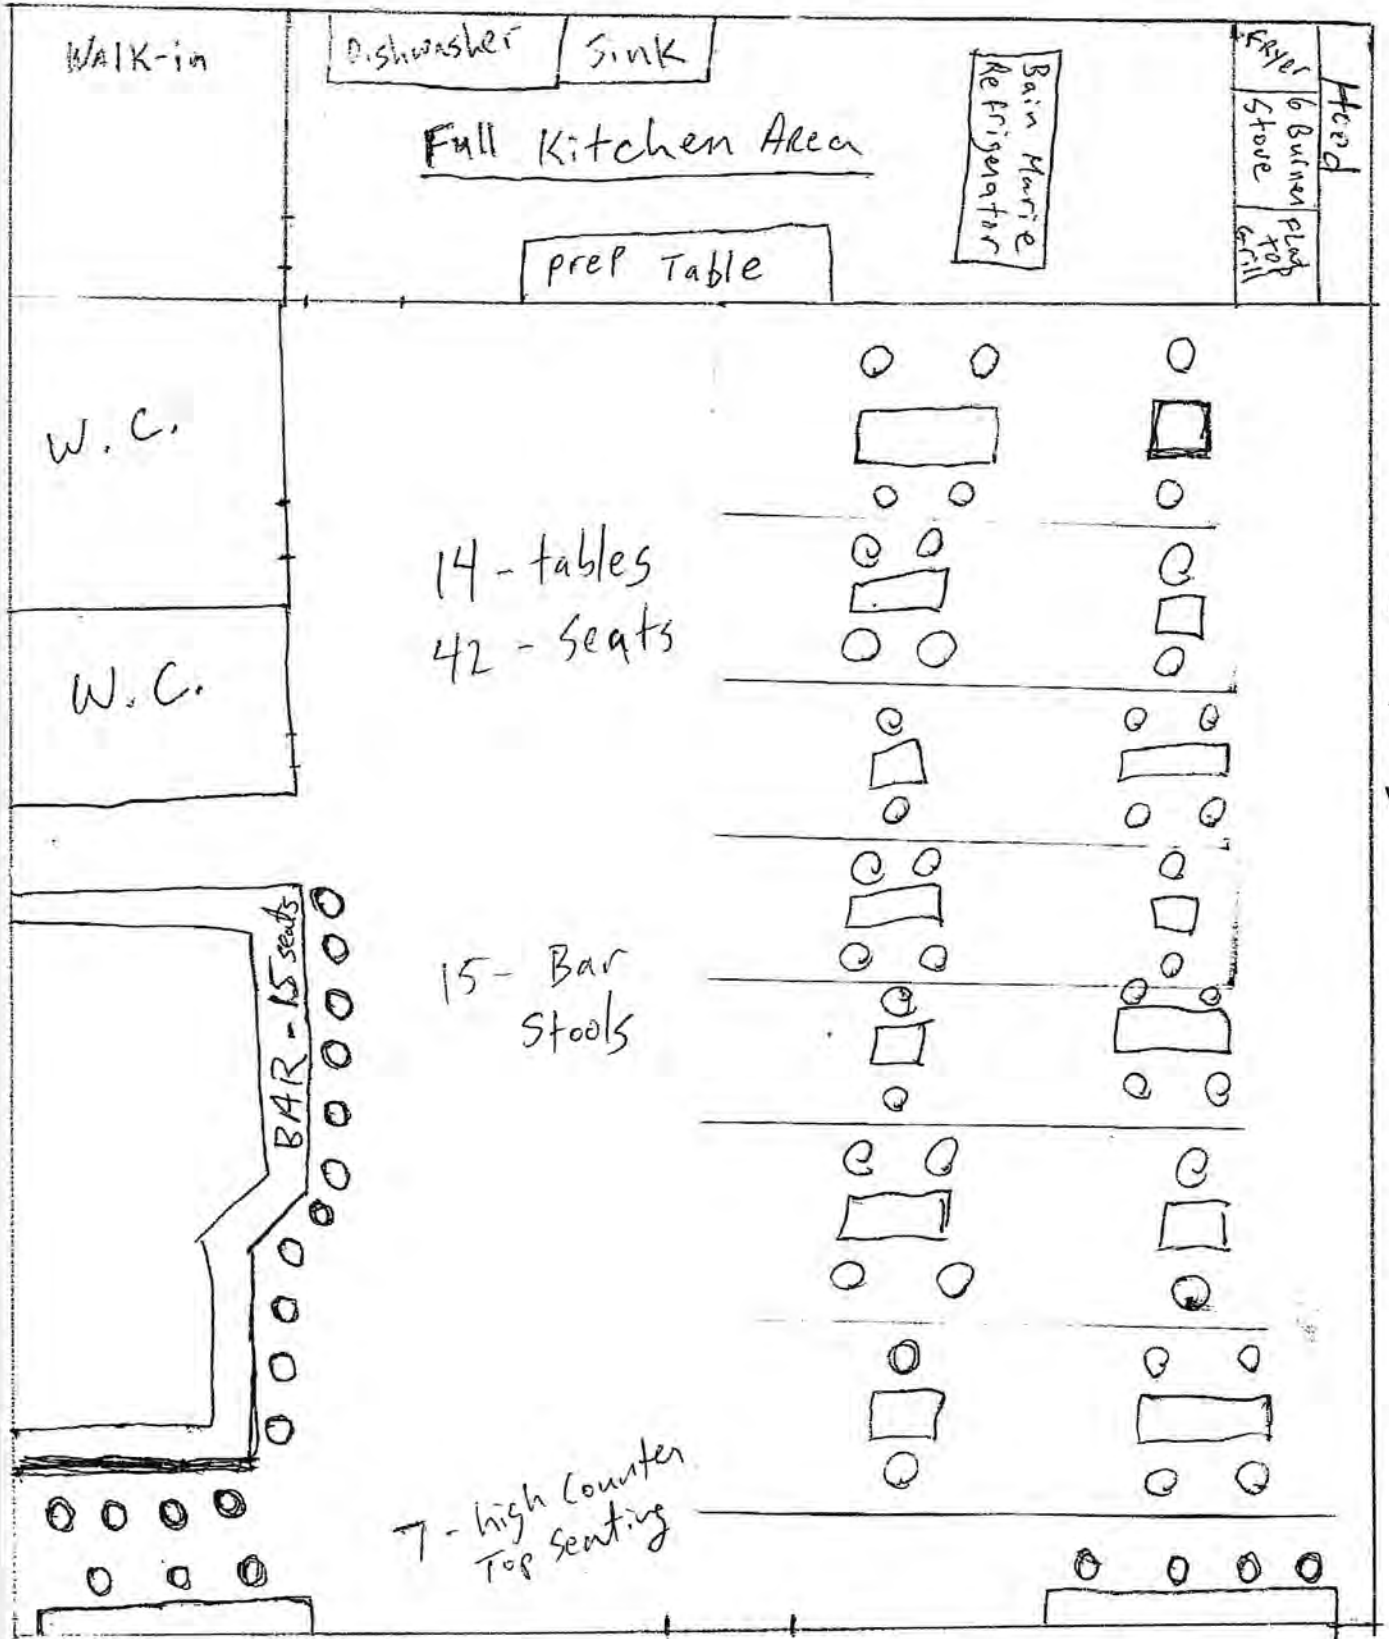 WALK-in
Dishwasher
Sink
Full Kitchen Area
Bain Marie
Refrigerator
FRYer
6 Burner
Stove
FLat
TOP
Grill
Hood
prep Table
W.C.
14 - tables
42 - Seats
W.C.
BAR - 15 seats
15 - Bar
Stools
7 - high Counter
Top seating